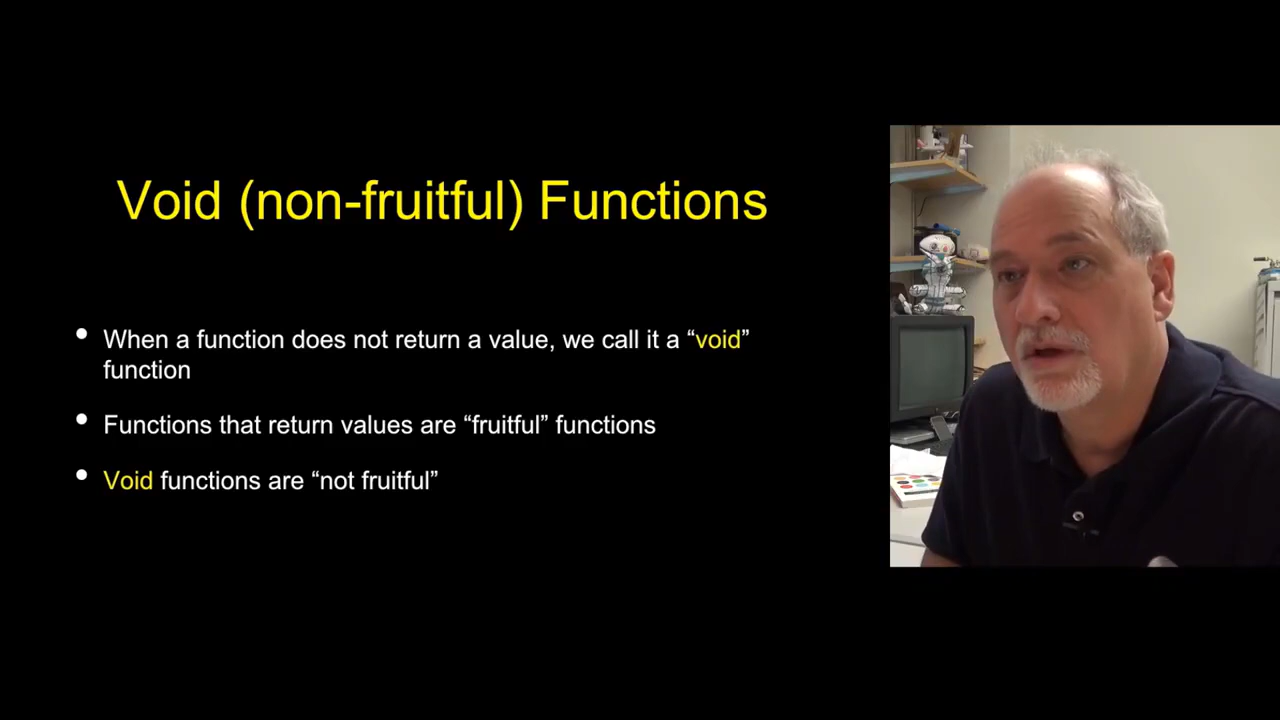 Void (non-fruitful) Functions
• When a function does not return a value, we call it a “void”
function
• Functions that return values are “fruitful” functions
• Void functions are “not fruitful”